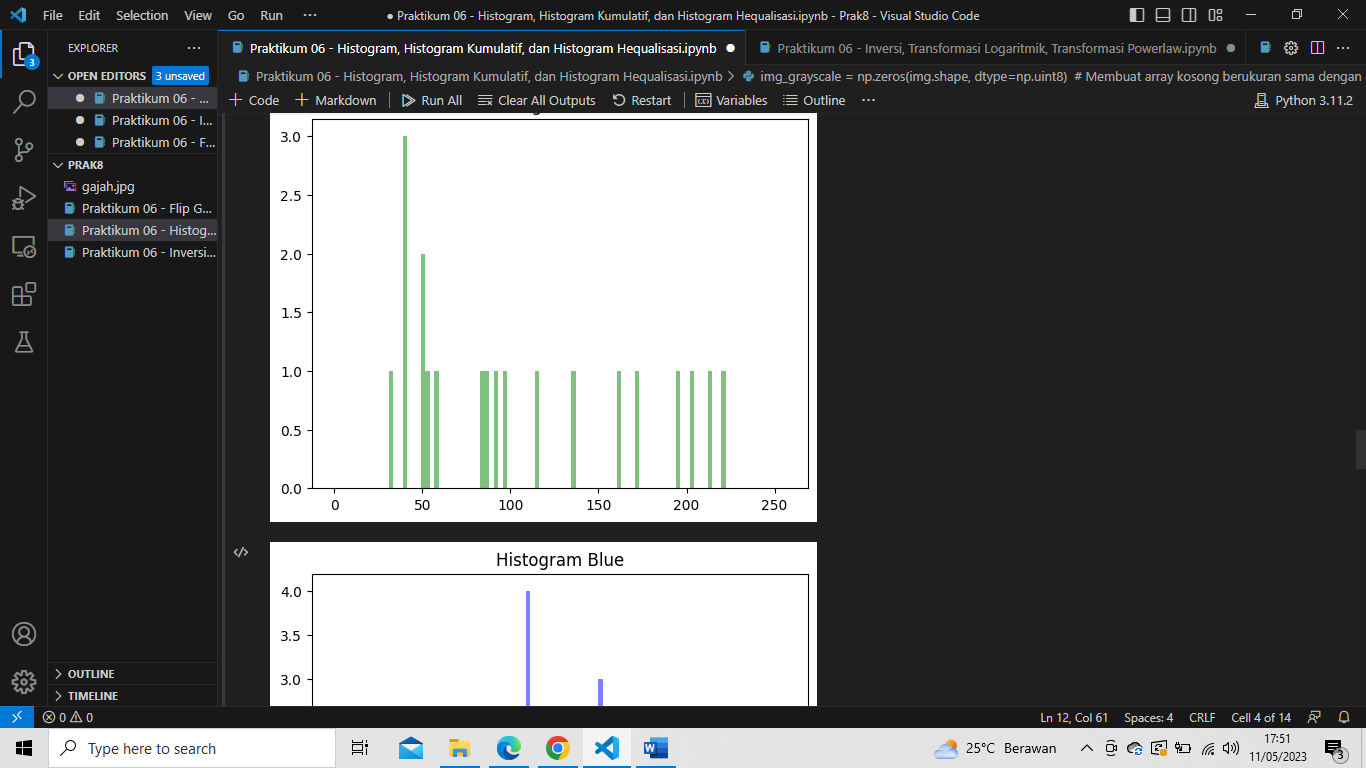 File Edit Selection View Go Run ··· ● Praktikum 06 - Histogram, Histogram Kumulatif, dan Histogram Hequalisasi.ipynb - Prak8 - Visual Studio Code
EXPLORER ···
OPEN EDITORS 3 unsaved
Praktikum 06 - ...
Praktikum 06 - I...
Praktikum 06 - F...
PRAK8
gajah.jpg
Praktikum 06 - Flip G...
Praktikum 06 - Histog...
Praktikum 06 - Inversi...
OUTLINE
TIMELINE
3
Praktikum 06 - Histogram, Histogram Kumulatif, dan Histogram Hequalisasi.ipynb ● Praktikum 06 - Inversi, Transformasi Logaritmik, Transformasi Powerlaw.ipynb ●
Praktikum 06 - Histogram, Histogram Kumulatif, dan Histogram Hequalisasi.ipynb > img_grayscale = np.zeros(img.shape, dtype=np.uint8) # Membuat array kosong berukuran sama dengan
+ Code + Markdown Run All Clear All Outputs Restart Variables Outline ··· Python 3.11.2
3.0
2.5
2.0
1.5
1.0
0.5
0.0
0 50 100 150 200 250
Histogram Blue
4.0
3.5
3.0
0 0 Ln 12, Col 61 Spaces: 4 CRLF Cell 4 of 14
Type here to search 25°C Berawan 17:51
11/05/2023 3